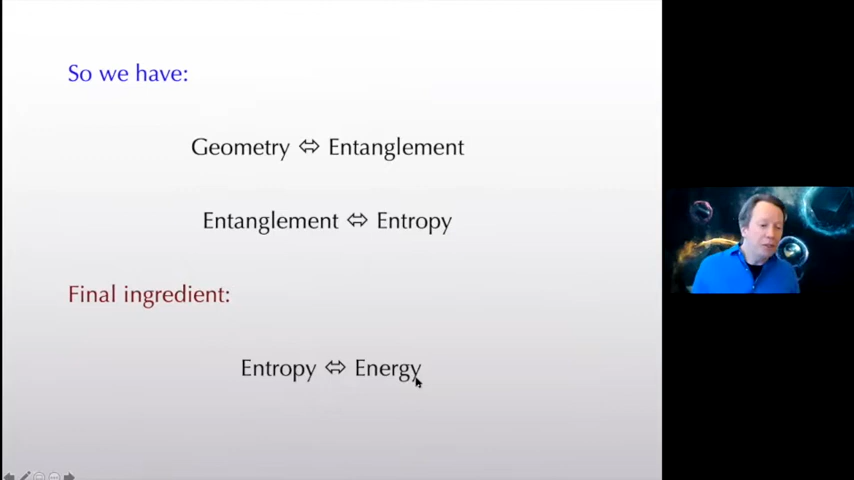 So we have:
Geometry ⇔ Entanglement
Entanglement ⇔ Entropy
Final ingredient:
Entropy ⇔ Energy